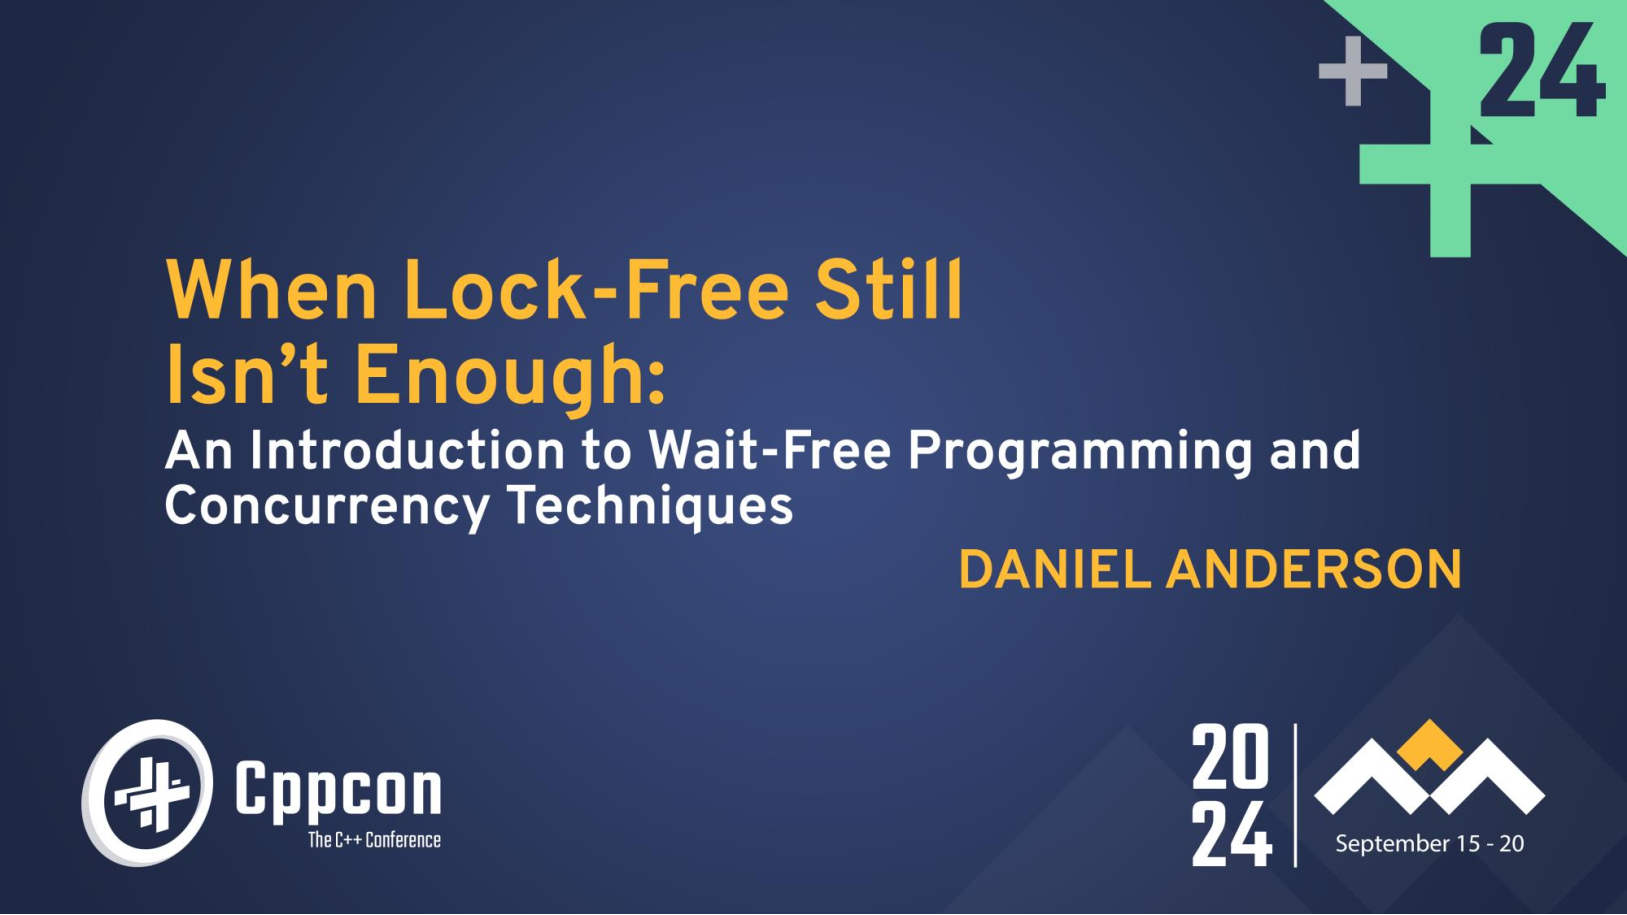 24
When Lock-Free Still
Isn’t Enough:
An Introduction to Wait-Free Programming and
Concurrency Techniques
DANIEL ANDERSON
Cppcon
The C++ Conference
20
24
September 15 - 20